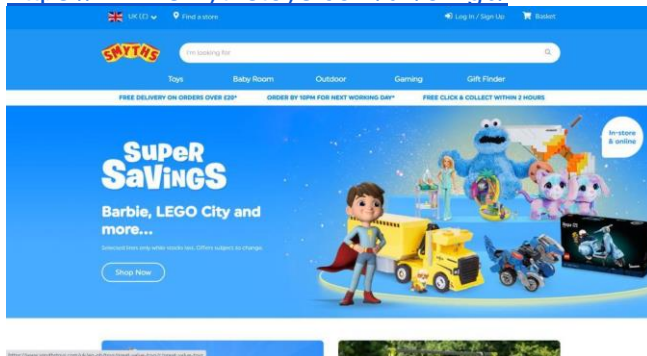 UK (£)
Find a store
Log In / Sign Up
Basket
SMYTHS
I'm looking for
Toys
Baby Room
Outdoor
Gaming
Gift Finder
FREE DELIVERY ON ORDERS OVER £20*
ORDER BY 10PM FOR NEXT WORKING DAY*
FREE CLICK & COLLECT WITHIN 2 HOURS
In-store
& online
SuPeR
SaViNGS
Barbie, LEGO City and
more...
Selected lines only while stocks last. Offers subject to change.
Shop Now